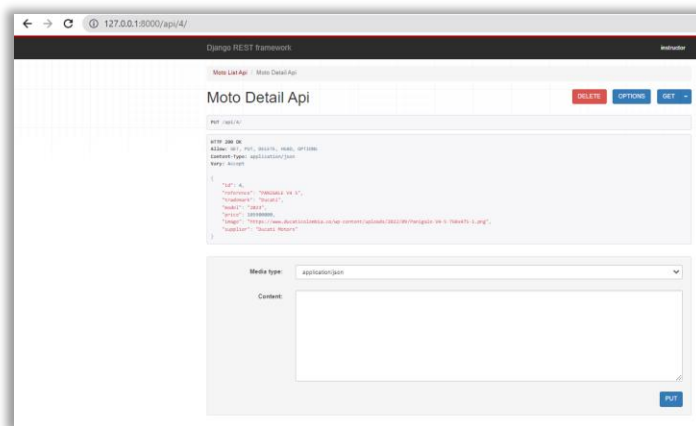 127.0.0.1:8000/api/4/
Django REST framework
instructor
Moto List Api / Moto Detail Api
Moto Detail Api
DELETE
OPTIONS
GET
PUT /api/4/
HTTP 200 OK
Allow: GET, PUT, DELETE, HEAD, OPTIONS
Content-Type: application/json
Vary: Accept
{
"id": 4,
"reference": "PANIGALE V4 S",
"trademark": "Ducati",
"model": "2024",
"price":
"image":
"supplier": "Ducati Motors"
}
Media type:
application/json
Content:
PUT